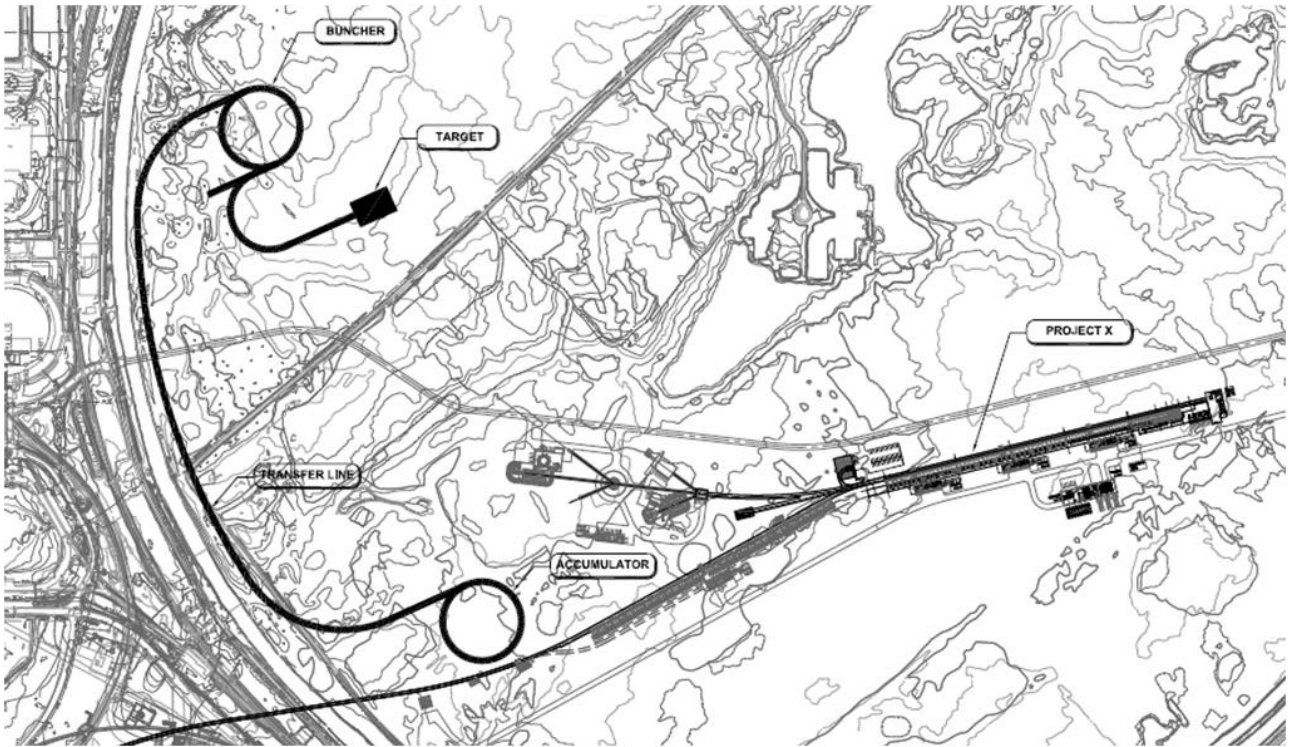 BUNCHER
TARGET
PROJECT X
TRANSFER LINE
ACCUMULATOR